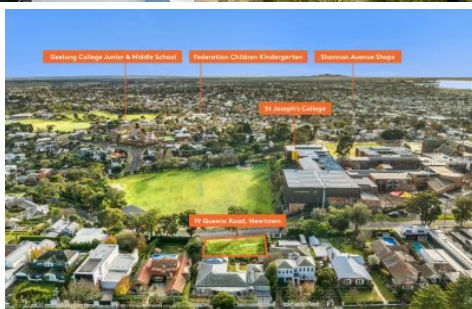 Geelong College Junior & Middle School
Federation Children Kindergarten
Shannon Avenue Shops
St Joseph's College
19 Queens Road, Newtown